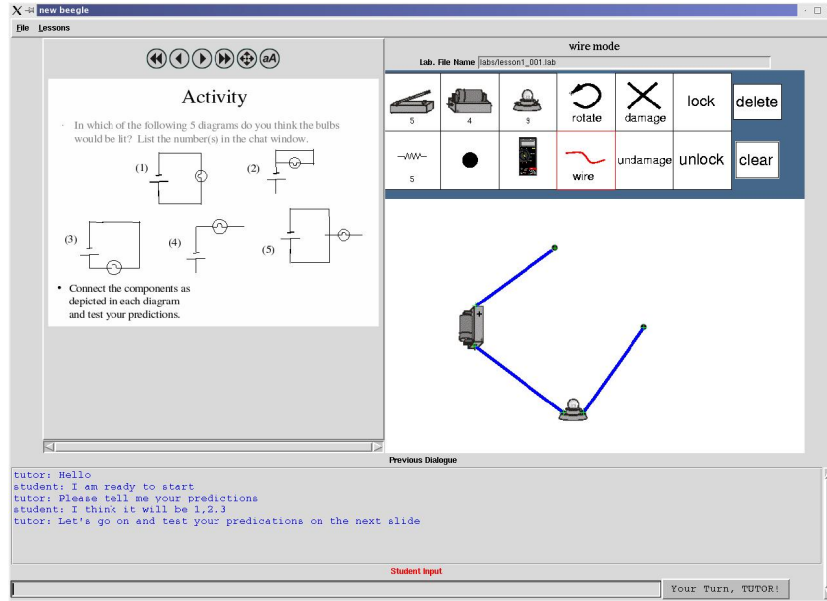 new beegle
File Lessons
wire mode
Lab. File Name labs/lesson1_001.lab
aA
5 4 9 rotate damage lock delete
5 wire undamage unlock clear
Activity
- In which of the following 5 diagrams do you think the bulbs
would be lit? List the number(s) in the chat window.
(1) (2)
(3) (4) (5)
• Connect the components as
depicted in each diagram
and test your predictions.
+
Previous Dialogue
tutor: Hello
student: I am ready to start
tutor: Please tell me your predictions
student: I think it will be 1,2.3
tutor: Let's go on and test your predications on the next slide
Student Input
Your Turn, TUTOR!